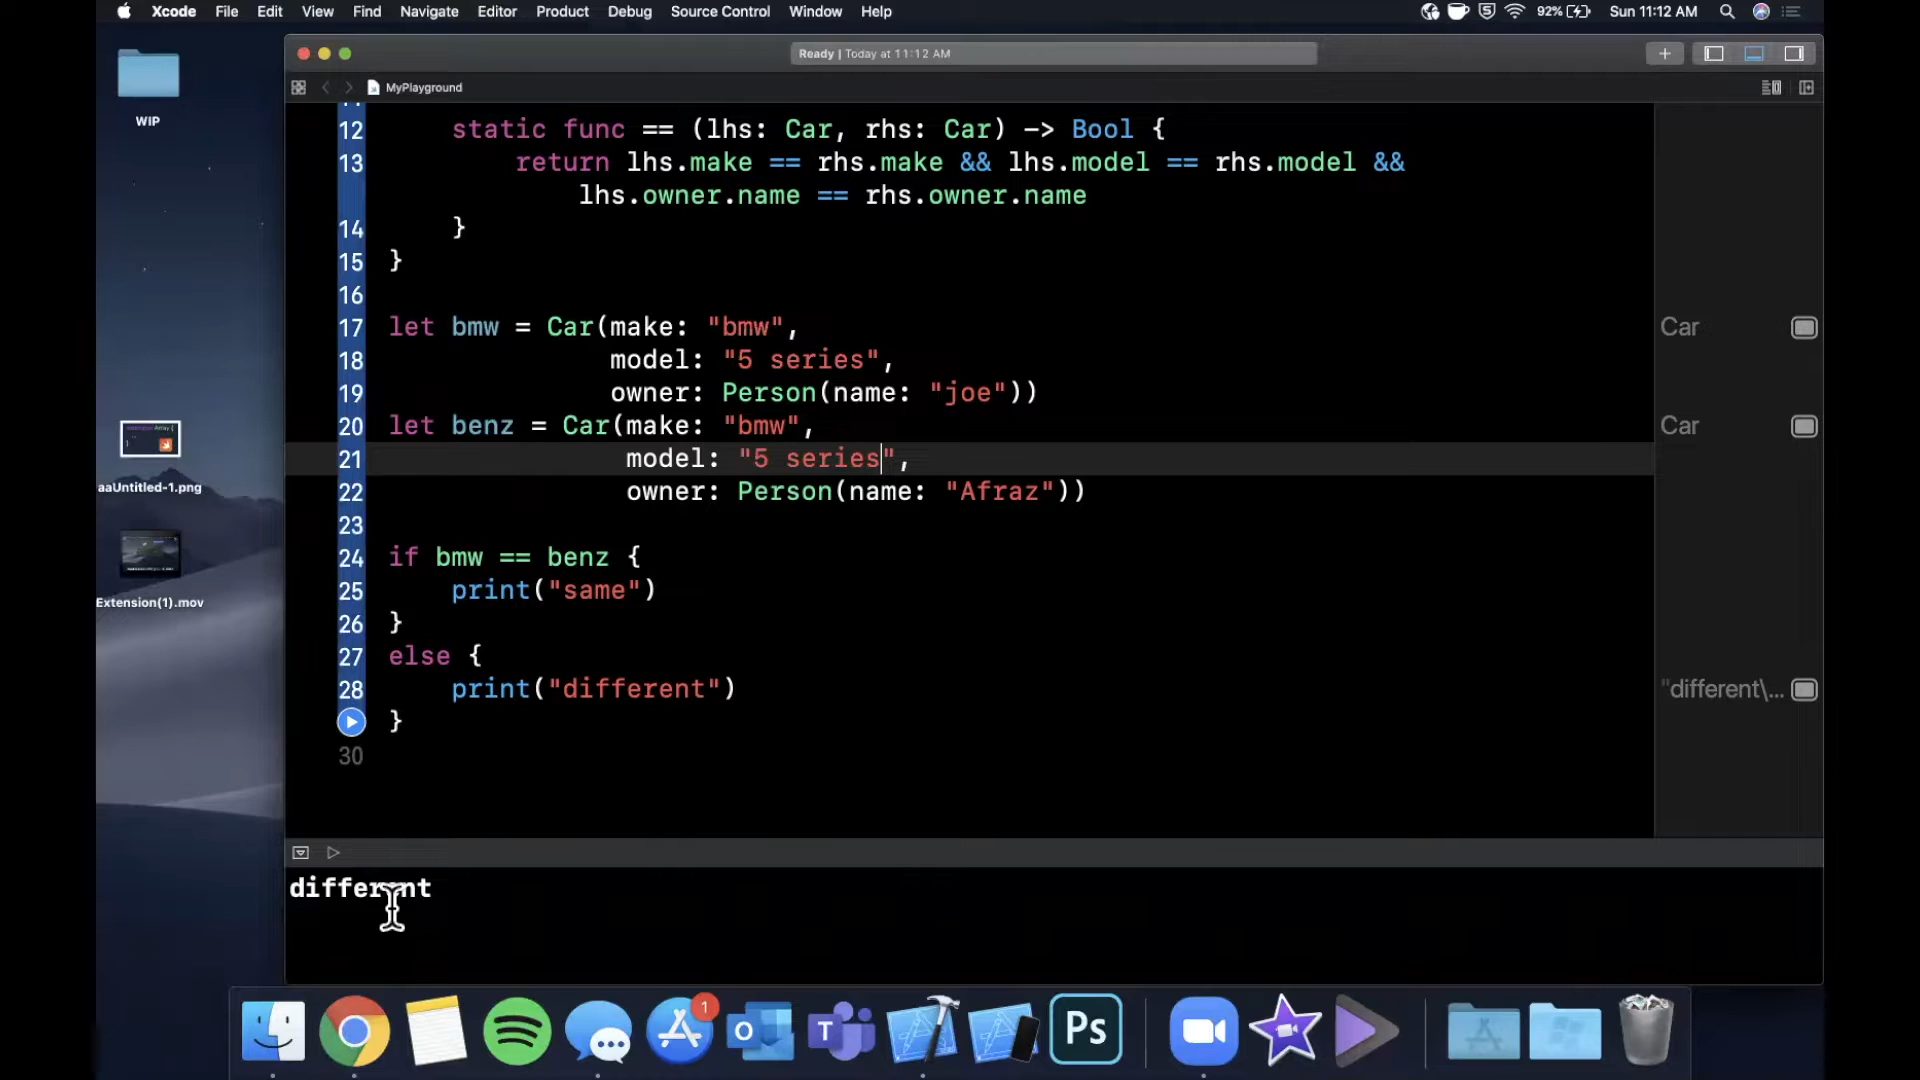 Xcode File Edit View Find Navigate Editor Product Debug Source Control Window Help
92% Sun 11:12 AM
WIP
aaUntitled-1.png
Extension(1).mov
Ready | Today at 11:12 AM
MyPlayground
12 static func == (lhs: Car, rhs: Car) -> Bool {
13 return lhs.make == rhs.make && lhs.model == rhs.model &&
lhs.owner.name == rhs.owner.name
14 }
15 }
16
17 let bmw = Car(make: "bmw",
18 model: "5 series",
19 owner: Person(name: "joe"))
20 let benz = Car(make: "bmw",
21 model: "5 series",
22 owner: Person(name: "Afraz"))
23
24 if bmw == benz {
25 print("same")
26 }
27 else {
28 print("different")
}
30
Car
Car
"different\...
different
1
Ps